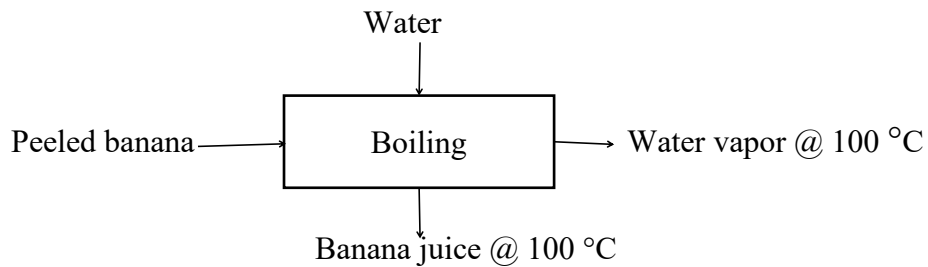 Water
Peeled banana
Boiling
Water vapor @ 100 °C
Banana juice @ 100 °C